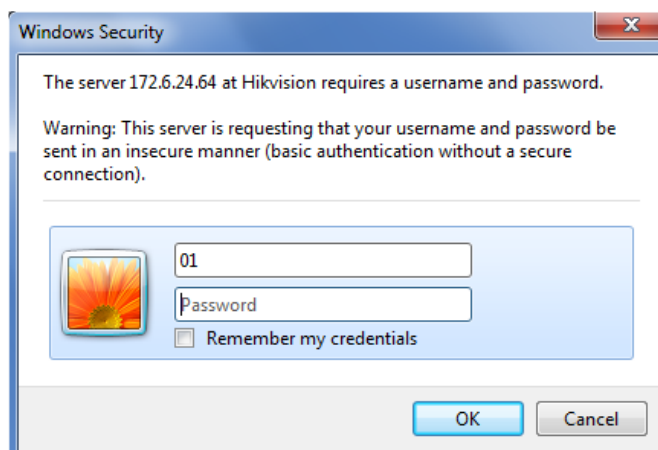 Windows Security
The server 172.6.24.64 at Hikvision requires a username and password.
Warning: This server is requesting that your username and password be
sent in an insecure manner (basic authentication without a secure
connection).
01
Password
Remember my credentials
OK Cancel